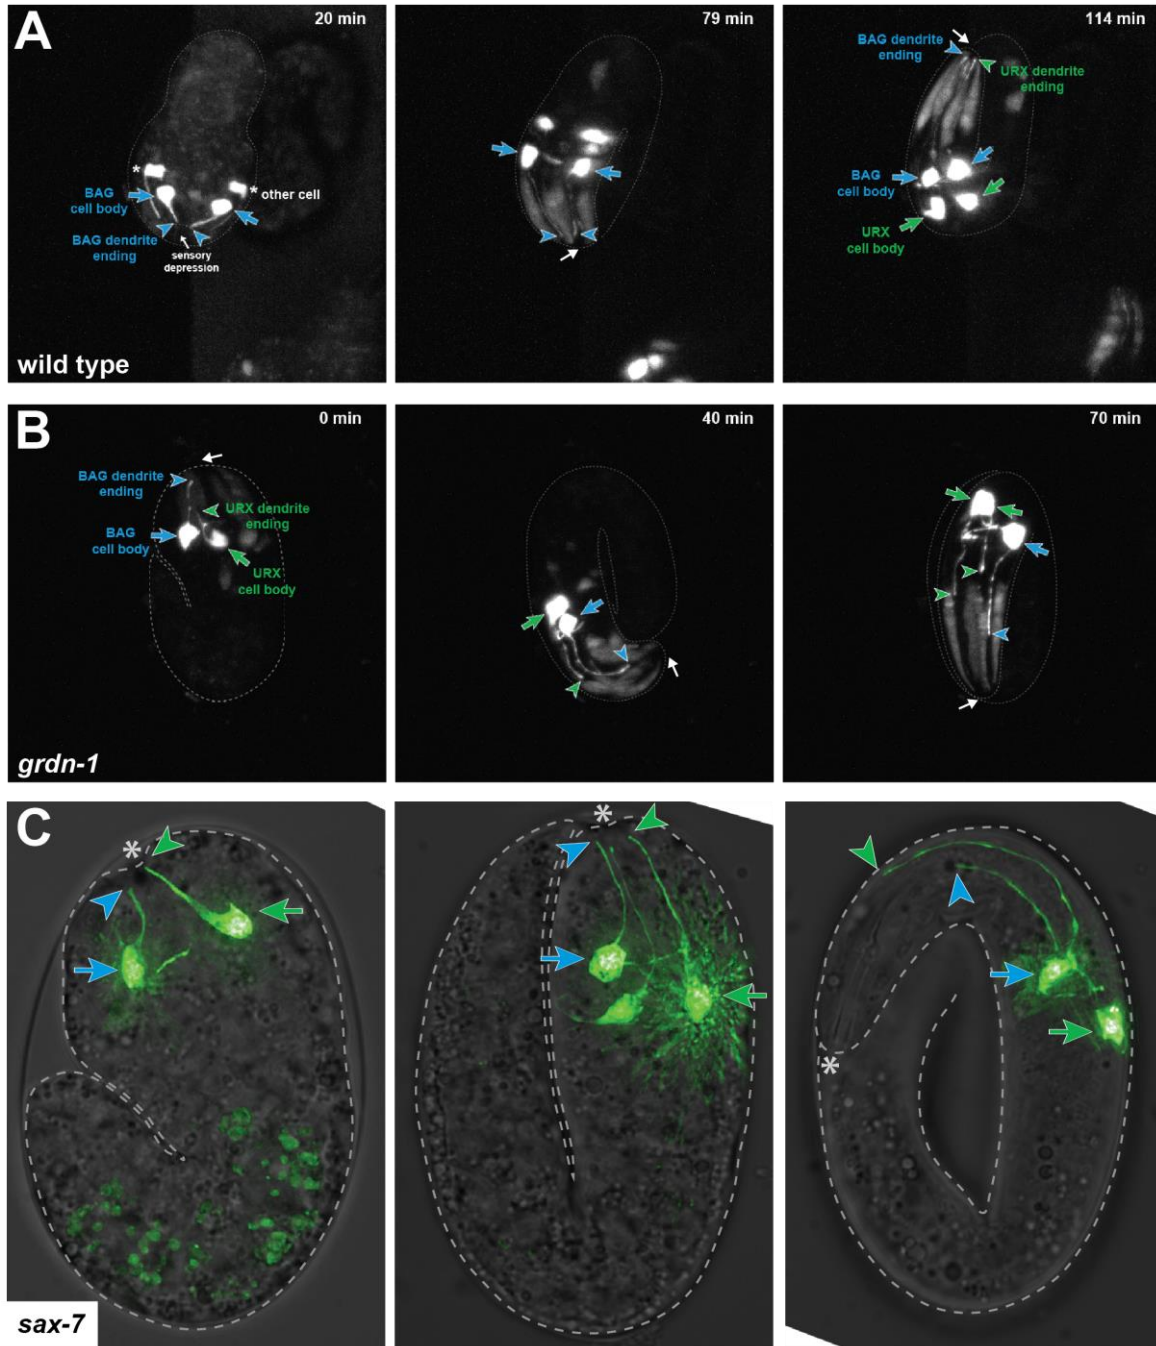 A
20 min
* *
other cell
BAG
cell body
BAG dendrite
ending
sensory
depression
wild type
79 min
114 min
BAG dendrite
ending
URX dendrite
ending
BAG
cell body
URX
cell body
B
0 min
BAG dendrite
ending
URX dendrite
ending
BAG
cell body
URX
cell body
grdn-1
40 min
70 min
C
*
sax-7
*
*